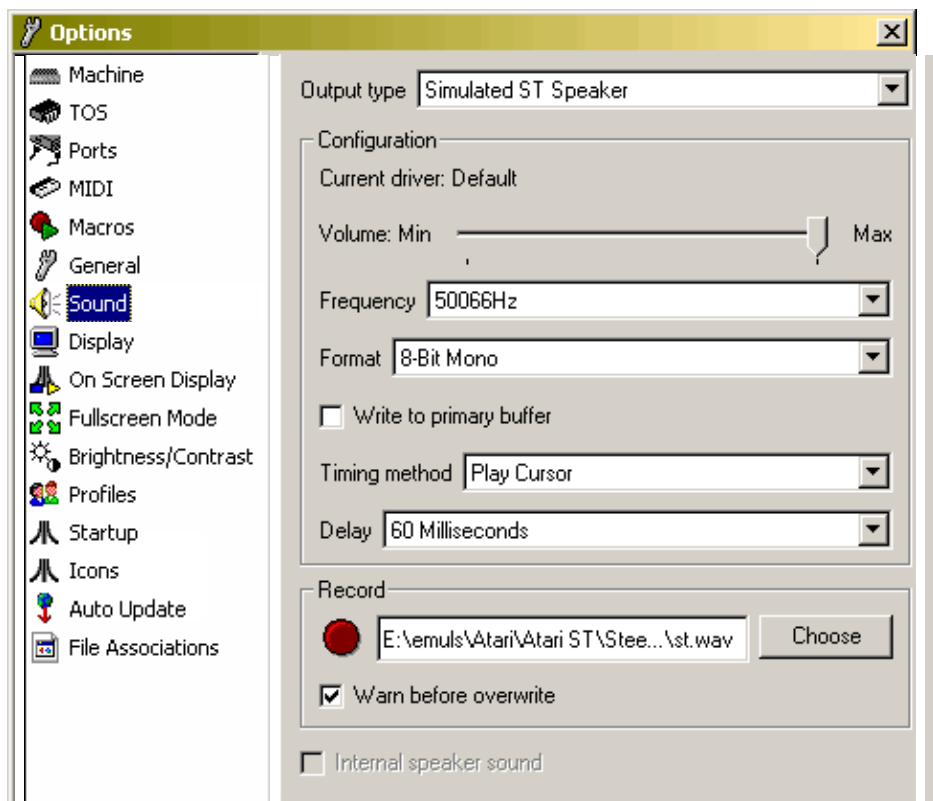 Options
Machine
TOS
Ports
MIDI
Macros
General
Sound
Display
On Screen Display
Fullscreen Mode
Brightness/Contrast
Profiles
Startup
Icons
Auto Update
File Associations
Output type Simulated ST Speaker
Configuration
Current driver: Default
Volume: Min Max
Frequency 50066Hz
Format 8-Bit Mono
Write to primary buffer
Timing method Play Cursor
Delay 60 Milliseconds
Record
E:\emuls\Atari\Atari ST\Stee...\st.wav Choose
Warn before overwrite
Internal speaker sound